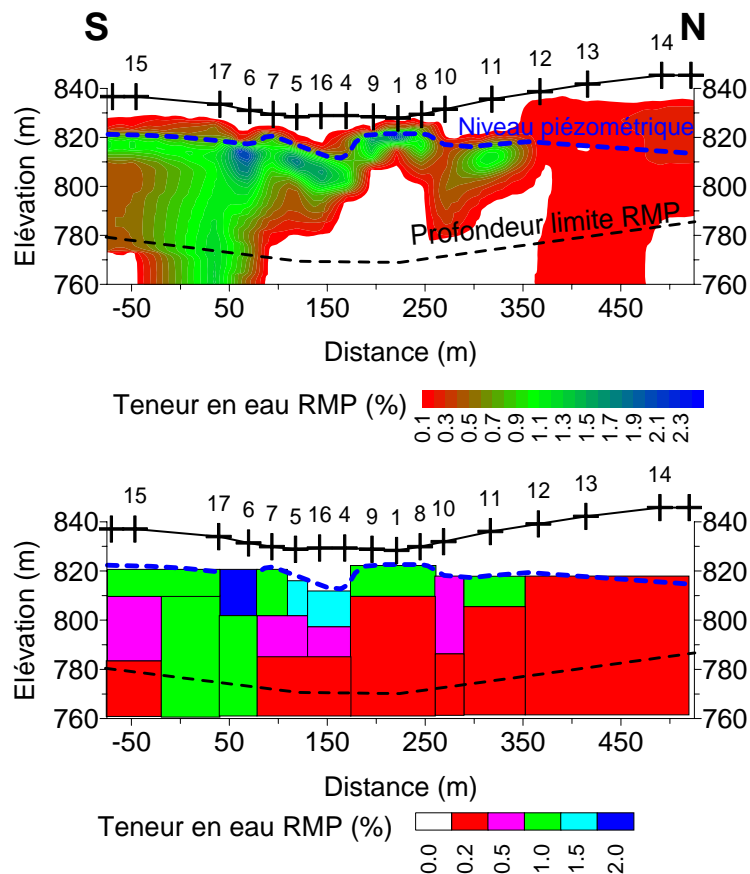 S N
15 17 6 7 5 16 4 9 1 8 10 11 12 13 14
840 840
820 820
800 800
780 780
760 760
Elévation (m)
Niveau piézométrique
Profondeur limite RMP
-50 50 150 250 350 450
Distance (m)
Teneur en eau RMP (%)
0.1 0.3 0.5 0.7 0.9 1.1 1.3 1.5 1.7 1.9 2.1 2.3
15 17 6 7 5 16 4 9 1 8 10 11 12 13 14
840 840
820 820
800 800
780 780
760 760
Elévation (m)
-50 50 150 250 350 450
Distance (m)
Teneur en eau RMP (%)
0.0 0.2 0.5 1.0 1.5 2.0